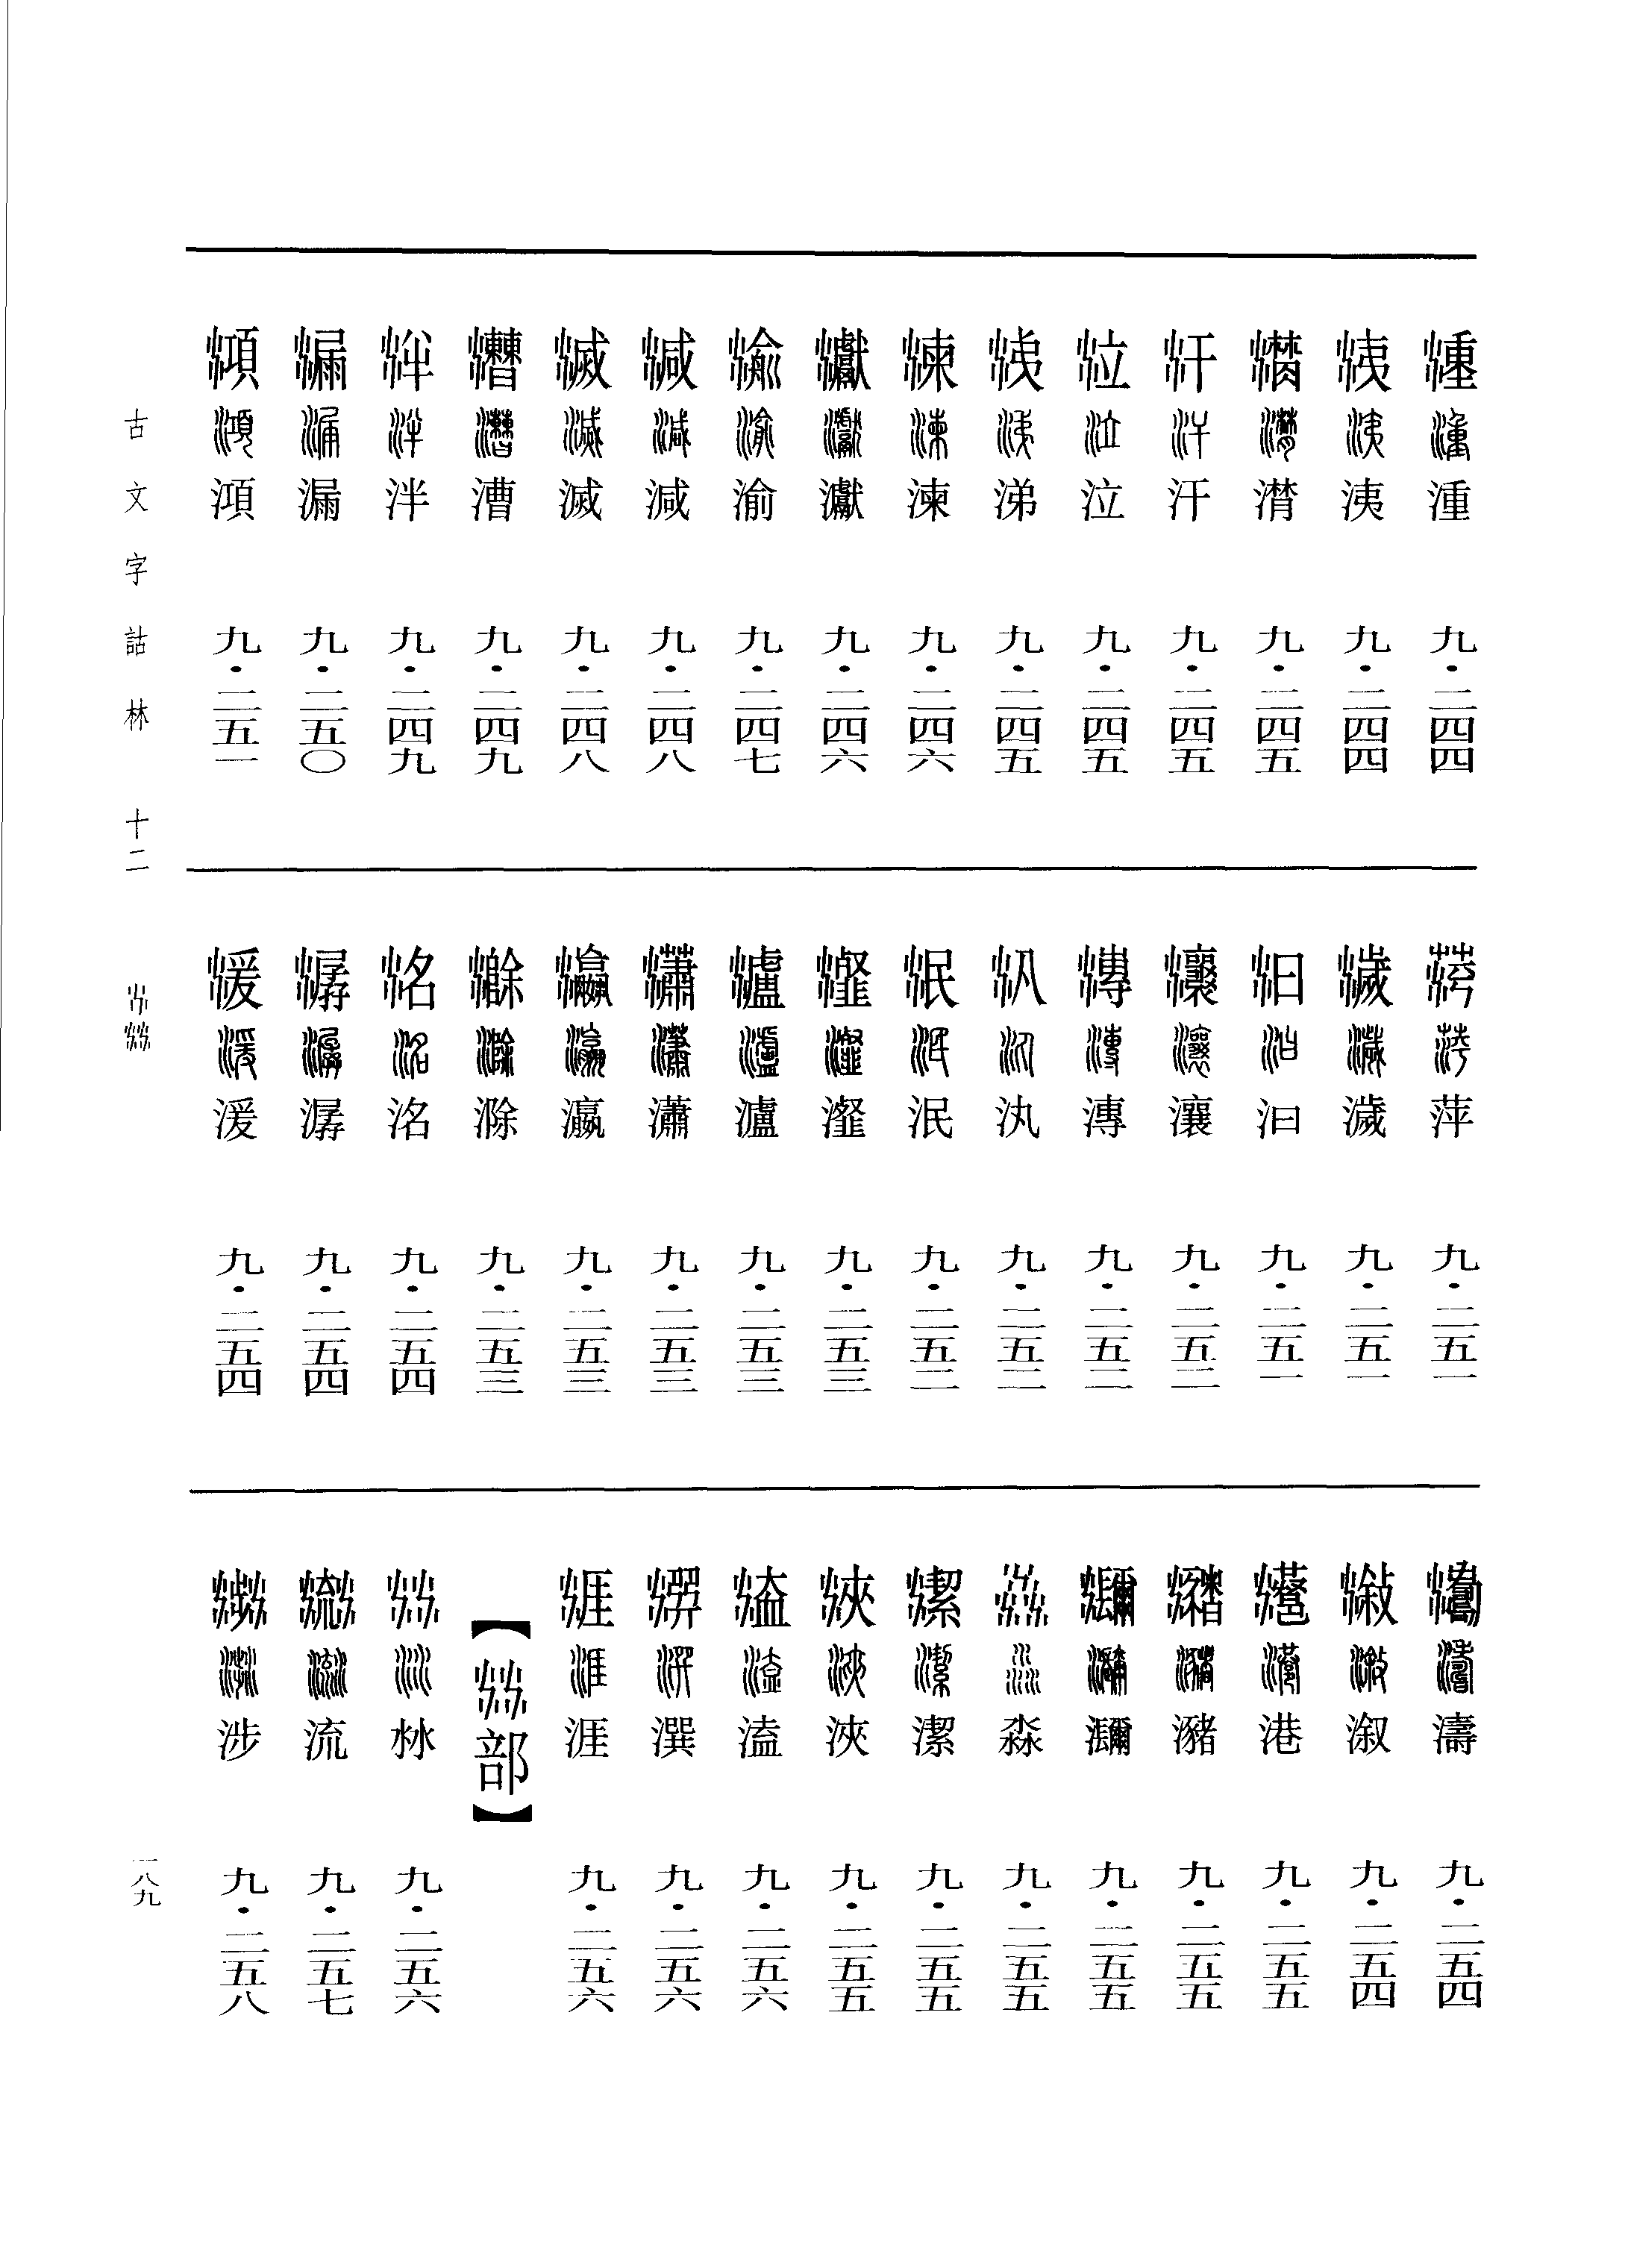 湩 九·二四四
洟 九·二四四
潸 九·二四五
汗 九·二四五
泣 九·二四五
涕 九·二四五
湅 九·二四六
瀻 九·二四六
渝 九·二四七
減 九·二四八
滅 九·二四八
漕 九·二四九
泮 九·二四九
漏 九·二五〇
澒 九·二五一
萍 九·二五一
濊 九·二五一
汩 九·二五一
瀼 九·二五二
漙 九·二五二
汍 九·二五二
泯 九·二五二
瀣 九·二五三
瀘 九·二五三
瀟 九·二五三
瀛 九·二五三
滁 九·二五三
洺 九·二五四
潺 九·二五四
湲 九·二五四
濤 九·二五四
漵 九·二五四
港 九·二五五
瀦 九·二五五
瀰 九·二五五
淼 九·二五五
潔 九·二五五
浹 九·二五五
溘 九·二五六
潠 九·二五六
涯 九·二五六
【沝部】
沝 九·二五六
流 九·二五七
涉 九·二五八
古文字詁林 十二
水沝
一八九